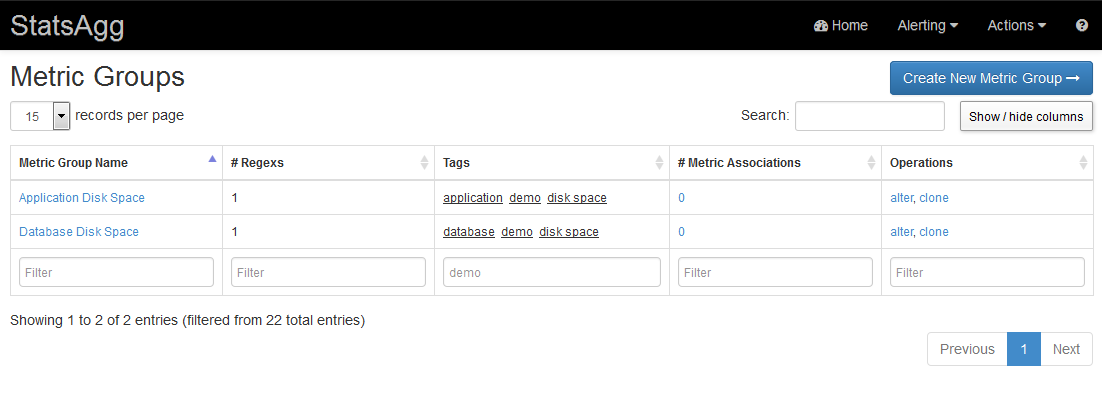 StatsAgg Home Alerting Actions
Metric Groups Create New Metric Group
15 records per page Search: Show / hide columns
Metric Group Name # Regexs Tags # Metric Associations Operations
Application Disk Space 1 application demo disk space 0 alter, clone
Database Disk Space 1 database demo disk space 0 alter, clone
Filter Filter demo Filter Filter
Showing 1 to 2 of 2 entries (filtered from 22 total entries)
Previous 1 Next